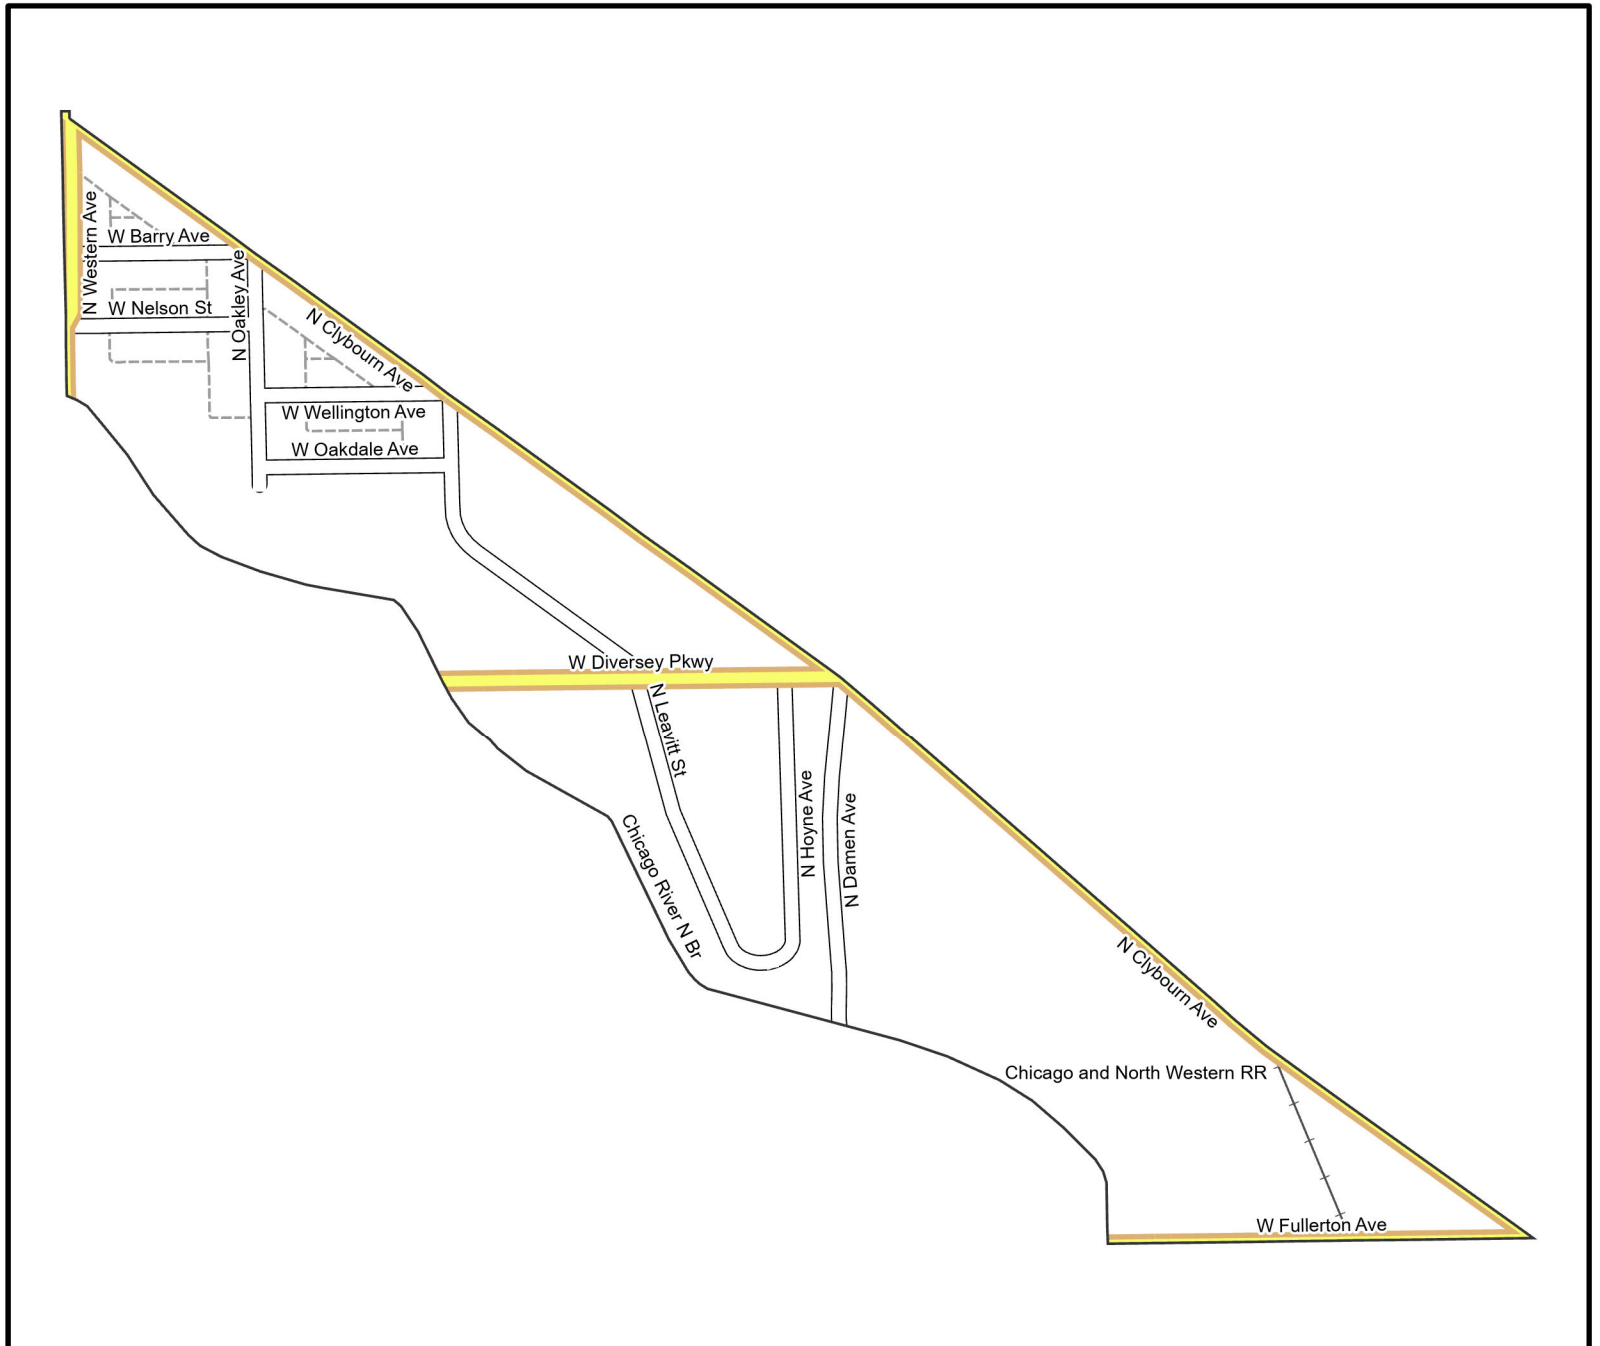 N Western Ave
W Barry Ave
N Oakley Ave
W Nelson St
N Clybourn Ave
W Wellington Ave
W Oakdale Ave
W Diversey Pkwy
N Leavitt St
N Hoyne Ave
N Damen Ave
Chicago River N Br
N Clybourn Ave
Chicago and North Western RR
W Fullerton Ave